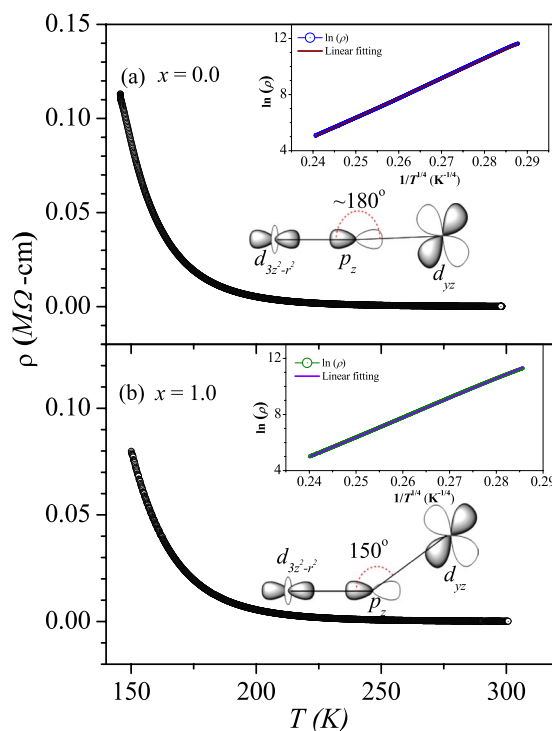 ρ (MΩ-cm)
0.15
0.10
0.05
0.00
(a) x = 0.0
12
8
4
ln (ρ)
ln (ρ)
Linear fitting
0.24 0.25 0.26 0.27 0.28 0.29
1/T^1/4 (K^-1/4)
~180°
d3z²-r² pz dyz
0.10
0.05
0.00
(b) x = 1.0
12
8
4
ln (ρ)
ln (ρ)
Linear fitting
0.24 0.25 0.26 0.27 0.28 0.29
1/T^1/4 (K^-1/4)
150°
d3z²-r² pz dyz
150 200 250 300
T (K)